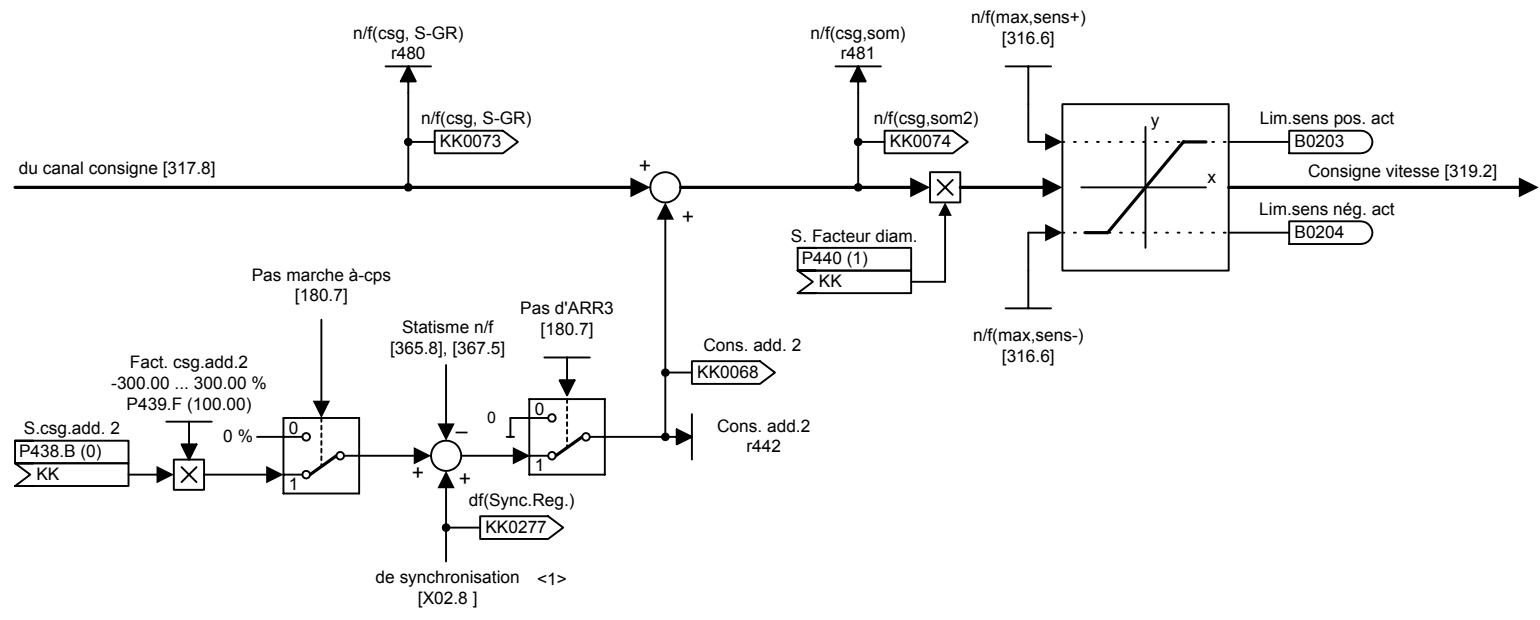 n/f(csg, S-GR)
r480
n/f(csg, S-GR)
KK0073
du canal consigne [317.8]
n/f(csg,som)
r481
n/f(csg,som2)
KK0074
n/f(max,sens+)
[316.6]
y
x
Lim.sens pos. act
B0203
Consigne vitesse [319.2]
Lim.sens nég. act
B0204
+
+
S. Facteur diam.
P440 (1)
KK
n/f(max,sens-)
[316.6]
Pas marche à-cps
[180.7]
Statisme n/f
[365.8], [367.5]
Pas d'ARR3
[180.7]
Cons. add. 2
KK0068
Fact. csg.add.2
-300.00 ... 300.00 %
P439.F (100.00)
S.csg.add. 2
P438.B (0)
KK
0 %
0
1
–
+
+
0
0
1
Cons. add.2
r442
df(Sync.Reg.)
KK0277
de synchronisation <1>
[X02.8 ]